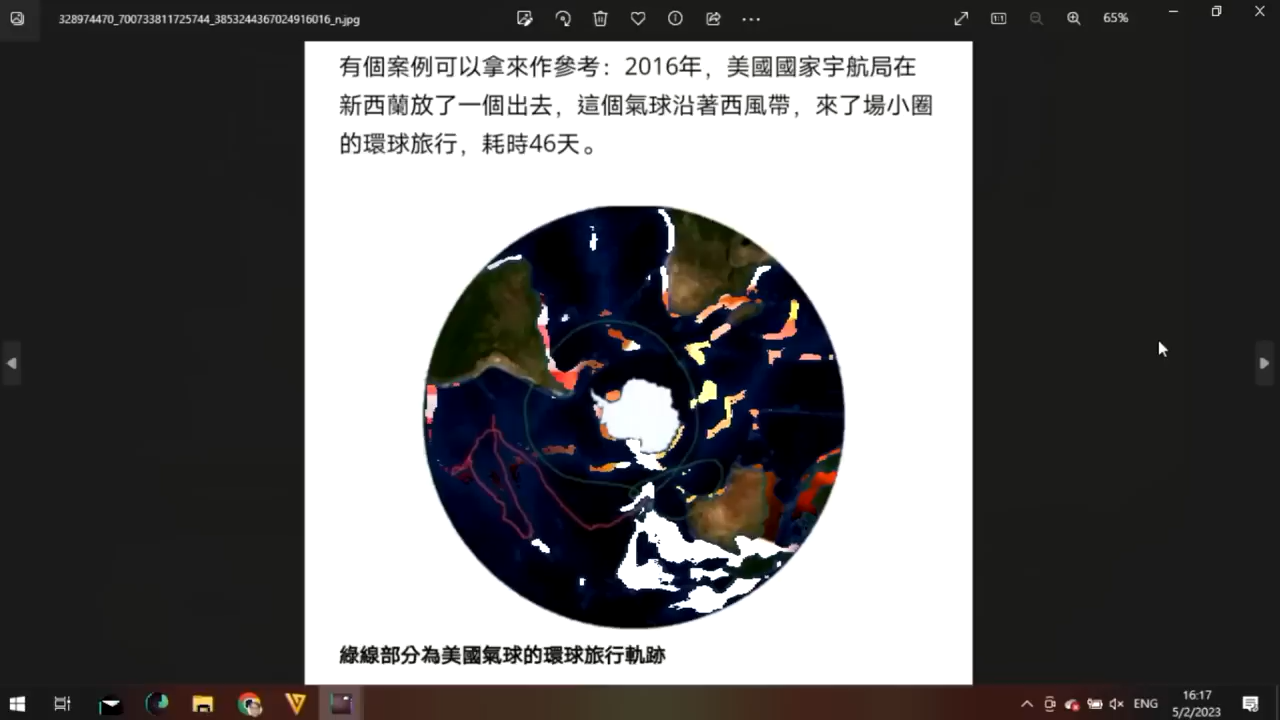 328974470_700733811725744_3853244367024916016_n.jpg
65%
有個案例可以拿來作參考：2016年，美國國家宇航局在
新西蘭放了一個出去，這個氣球沿著西風帶，來了場小圈
的環球旅行，耗時46天。
綠線部分為美國氣球的環球旅行軌跡
ENG
16:17
5/2/2023